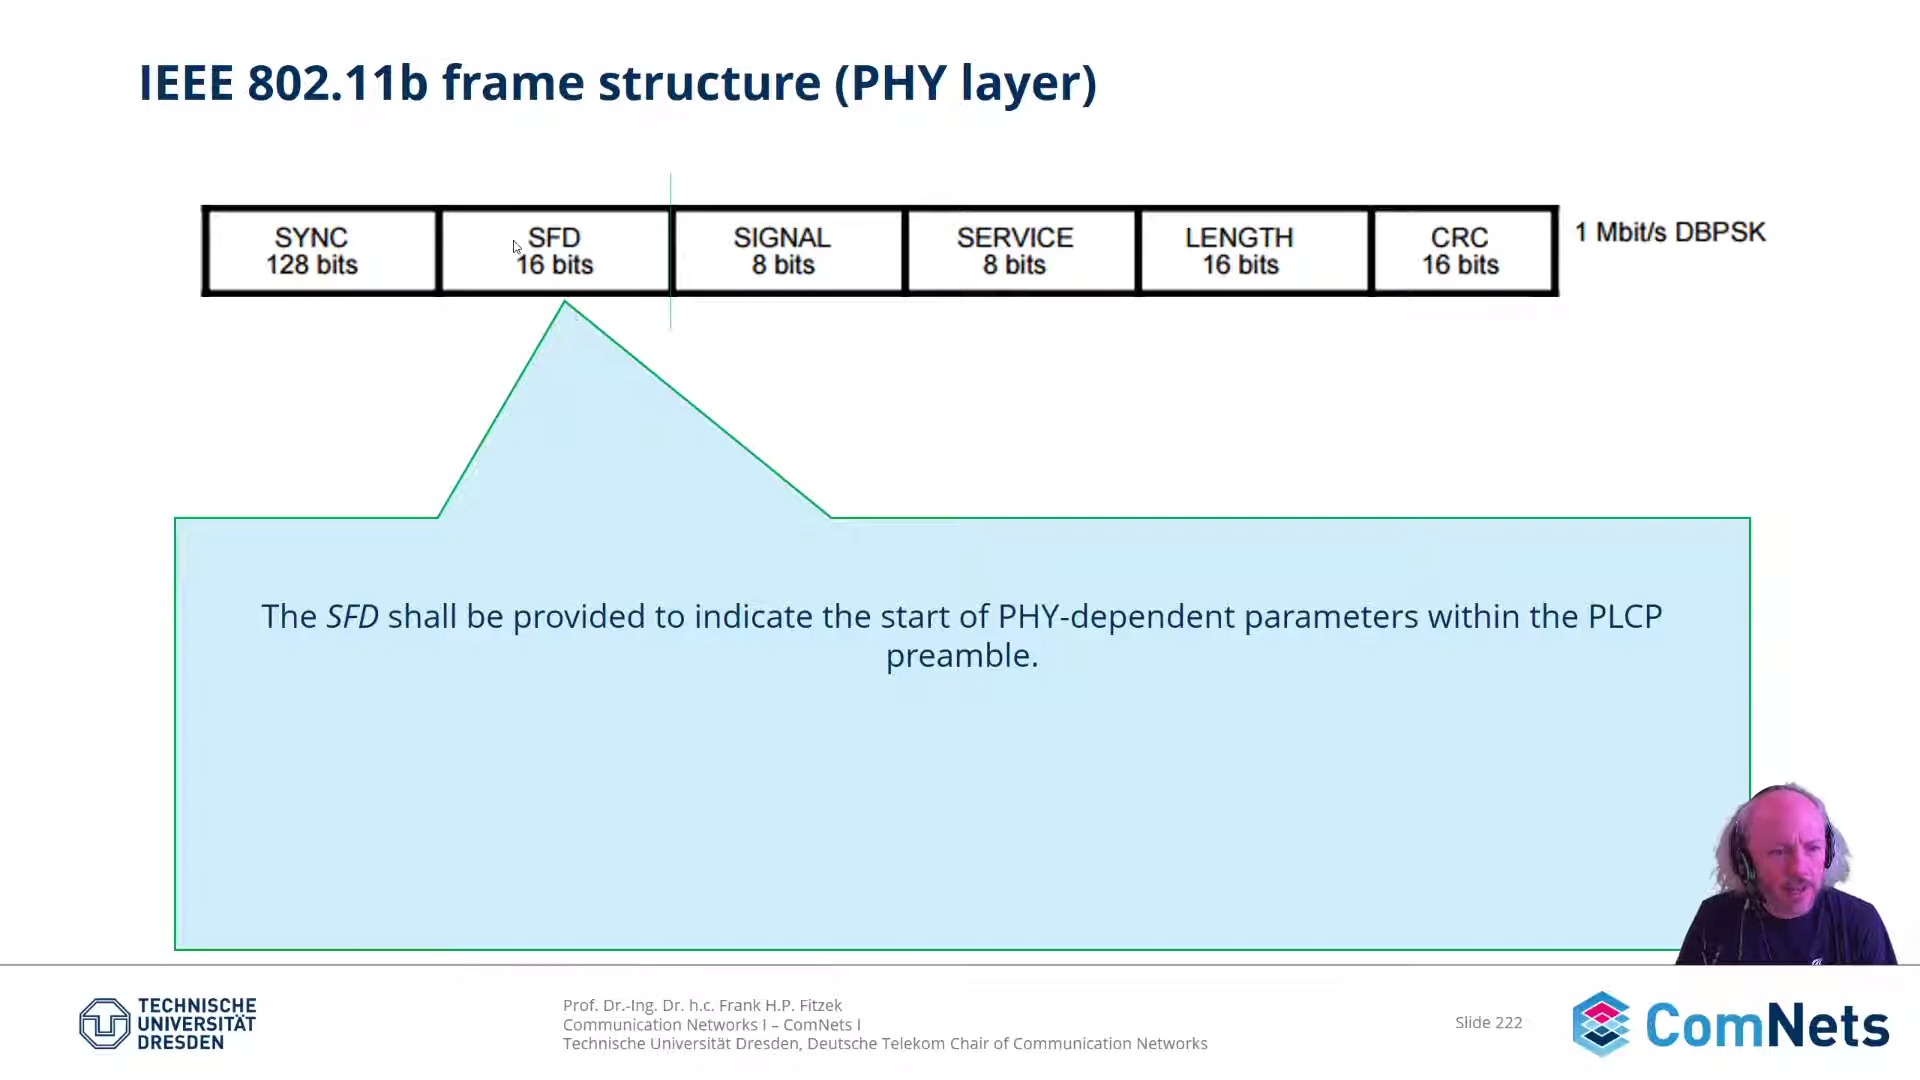 IEEE 802.11b frame structure (PHY layer)
SYNC
128 bits
SFD
16 bits
SIGNAL
8 bits
SERVICE
8 bits
LENGTH
16 bits
CRC
16 bits
1 Mbit/s DBPSK
The SFD shall be provided to indicate the start of PHY-dependent parameters within the PLCP
preamble.
TECHNISCHE
UNIVERSITÄT
DRESDEN
Prof. Dr.-Ing. Dr. h.c. Frank H.P. Fitzek
Communication Networks I – ComNets I
Technische Universität Dresden, Deutsche Telekom Chair of Communication Networks
Slide 222
ComNets